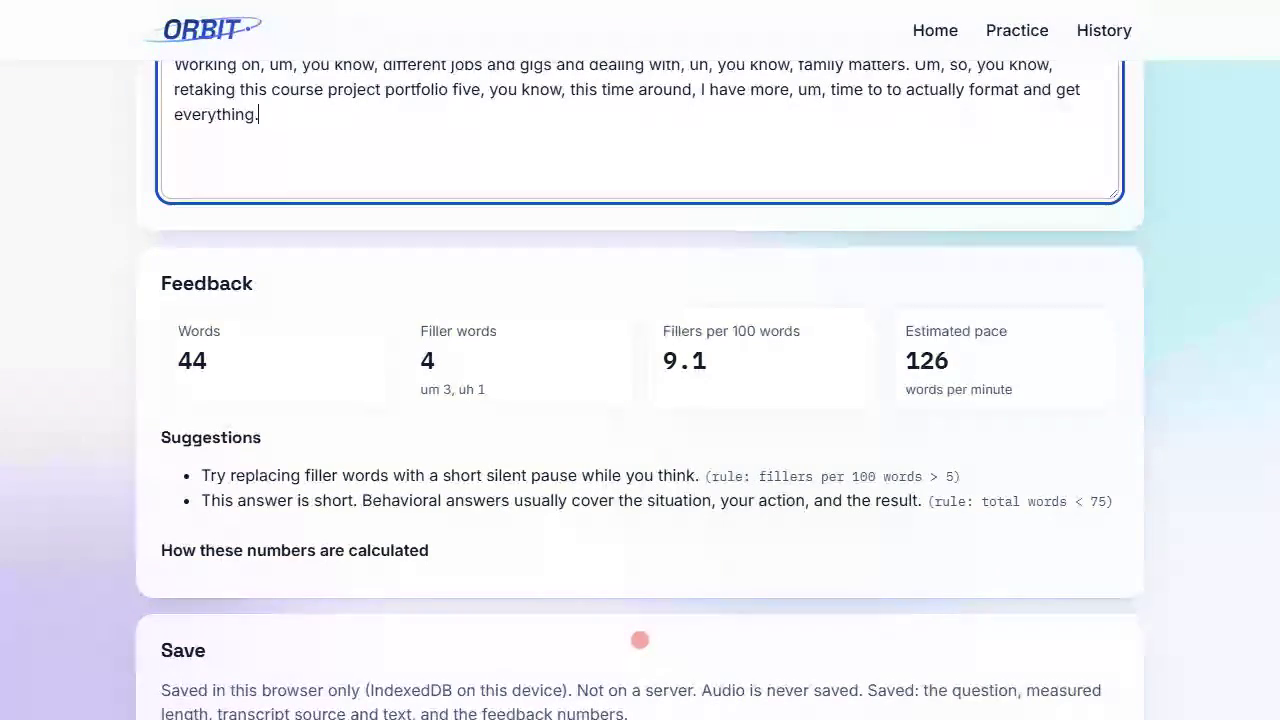 ORBIT
Home Practice History
Working on, um, you know, different jobs and gigs and dealing with, uh, you know, family matters. Um, so, you know,
retaking this course project portfolio five, you know, this time around, I have more, um, time to to actually format and get
everything.
Feedback
Words
44
Filler words
4
um 3, uh 1
Fillers per 100 words
9.1
Estimated pace
126
words per minute
Suggestions
• Try replacing filler words with a short silent pause while you think. (rule: fillers per 100 words > 5)
• This answer is short. Behavioral answers usually cover the situation, your action, and the result. (rule: total words < 75)
How these numbers are calculated
Save
Saved in this browser only (IndexedDB on this device). Not on a server. Audio is never saved. Saved: the question, measured
length, transcript source and text, and the feedback numbers.